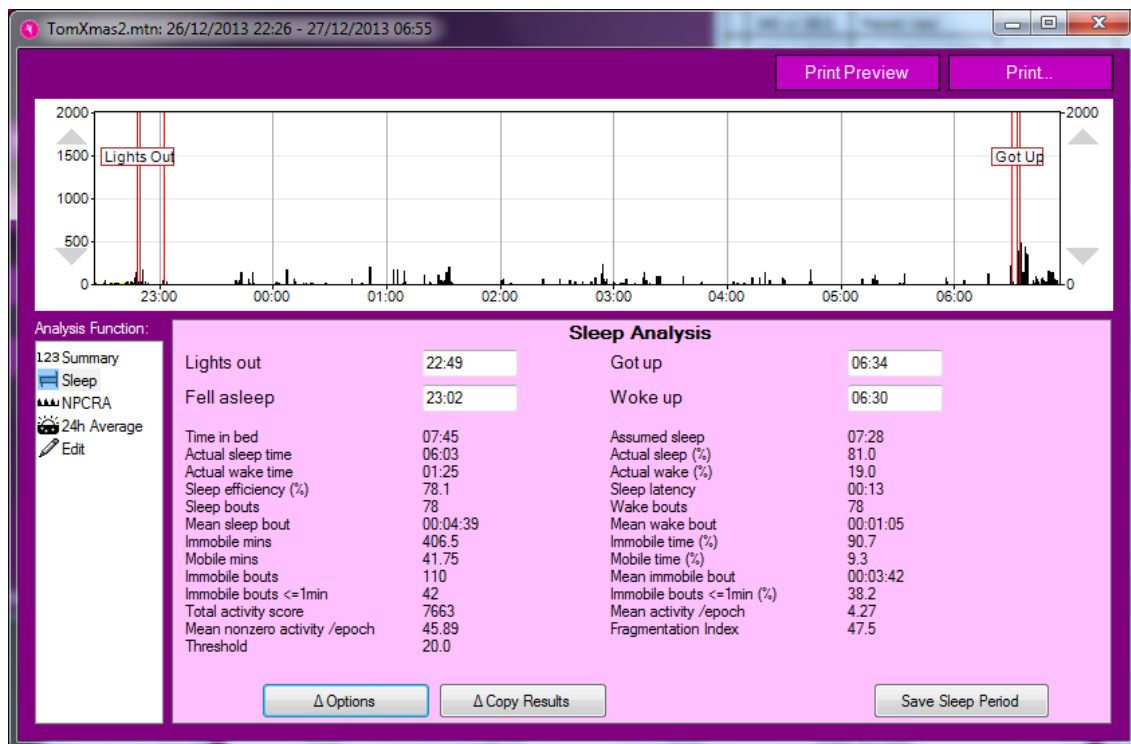 TomXmas2.mtn: 26/12/2013 22:26 - 27/12/2013 06:55
Print Preview Print...
2000 2000
1500 Lights Out Got Up
1000
500
0 0
23:00 00:00 01:00 02:00 03:00 04:00 05:00 06:00
Analysis Function:
123 Summary
Sleep
NPCRA
24h Average
Edit
Sleep Analysis
Lights out 22:49 Got up 06:34
Fell asleep 23:02 Woke up 06:30
Time in bed 07:45 Assumed sleep 07:28
Actual sleep time 06:03 Actual sleep (%) 81.0
Actual wake time 01:25 Actual wake (%) 19.0
Sleep efficiency (%) 78.1 Sleep latency 00:13
Sleep bouts 78 Wake bouts 78
Mean sleep bout 00:04:39 Mean wake bout 00:01:05
Immobile mins 406.5 Immobile time (%) 90.7
Mobile mins 41.75 Mobile time (%) 9.3
Immobile bouts 110 Mean immobile bout 00:03:42
Immobile bouts <=1min 42 Immobile bouts <=1min (%) 38.2
Total activity score 7663 Mean activity /epoch 4.27
Mean nonzero activity /epoch 45.89 Fragmentation Index 47.5
Threshold 20.0
Δ Options Δ Copy Results Save Sleep Period